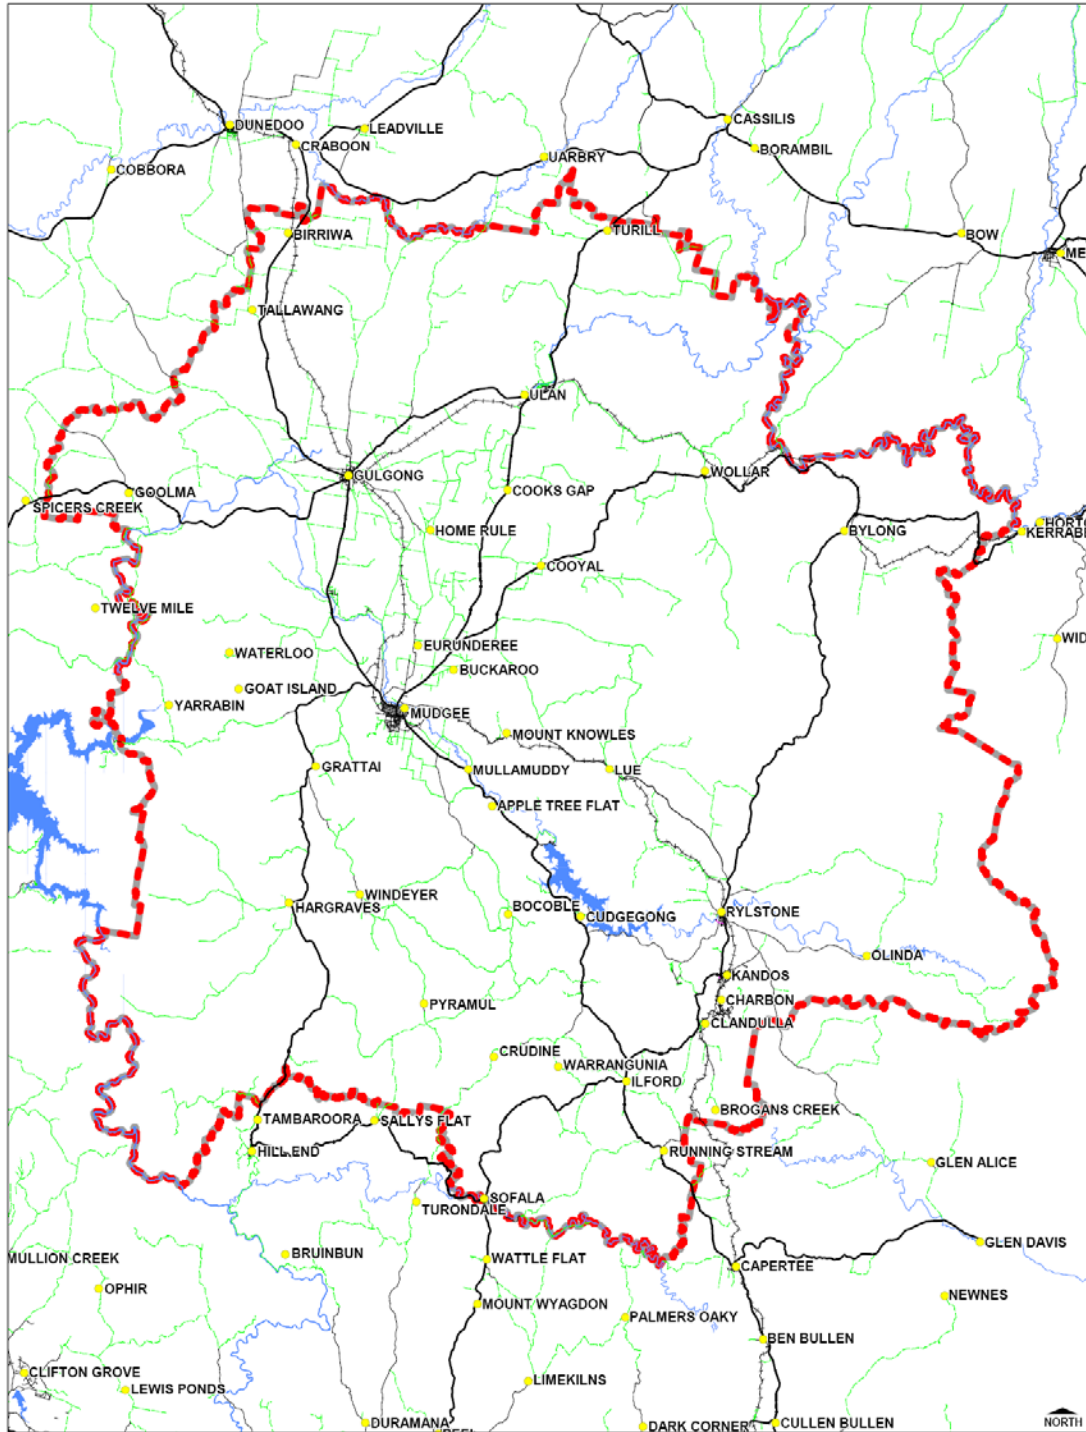 DUNEDOO
LEADVILLE
CASSILIS
CRABOON
BORAMBIL
UARBRY
COBBORA
BIRRIWA
TURILL
BOW
ME
TALLAWANG
ULAN
GULGONG
WOLLAR
COOKS GAP
GOOLMA
SPICERS CREEK
HORTO
HOME RULE
BYLONG
KERRABE
COOYAL
TWELVE MILE
WID
EURUNDEREE
WATERLOO
BUCKAROO
GOAT ISLAND
YARRABIN
MUDGEE
MOUNT KNOWLES
GRATTAI
MULLAMUDDY
LUE
APPLE TREE FLAT
WINDEYER
HARGRAVES
BOCOBLE
CUDGEGONG
RYLSTONE
OLINDA
KANDOS
PYRAMUL
CHARBON
CLANDULLA
CRUDINE
WARRANGUNIA
ILFORD
BROGANS CREEK
TAMBAROORA
SALLYS FLAT
HILL END
RUNNING STREAM
GLEN ALICE
SOFALA
TURONDALE
GLEN DAVIS
MULLION CREEK
BRUINBUN
WATTLE FLAT
CAPERTEE
OPHIR
NEWNES
MOUNT WYAGDON
PALMERS OAKY
BEN BULLEN
CLIFTON GROVE
LIMEKILNS
LEWIS PONDS
DURAMANA
DARK CORNER
CULLEN BULLEN
NORTH